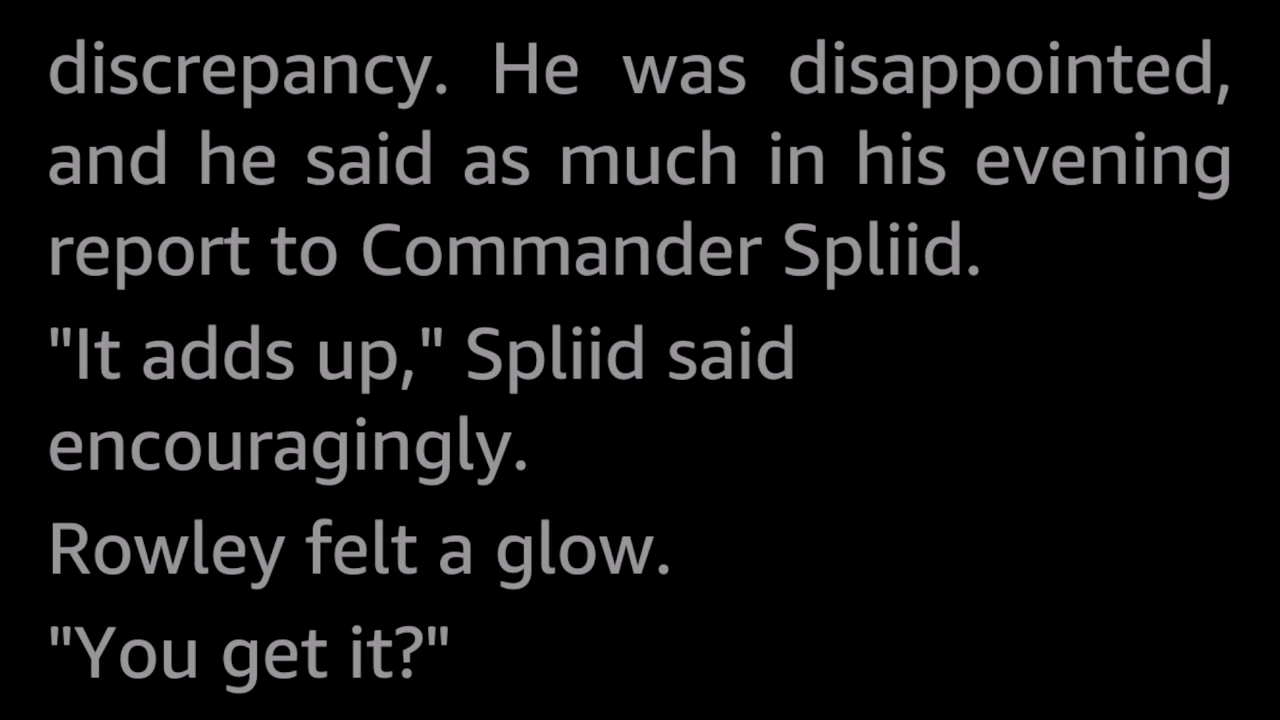 discrepancy. He was disappointed,
and he said as much in his evening
report to Commander Spliid.
"It adds up," Spliid said
encouragingly.
Rowley felt a glow.
"You get it?"